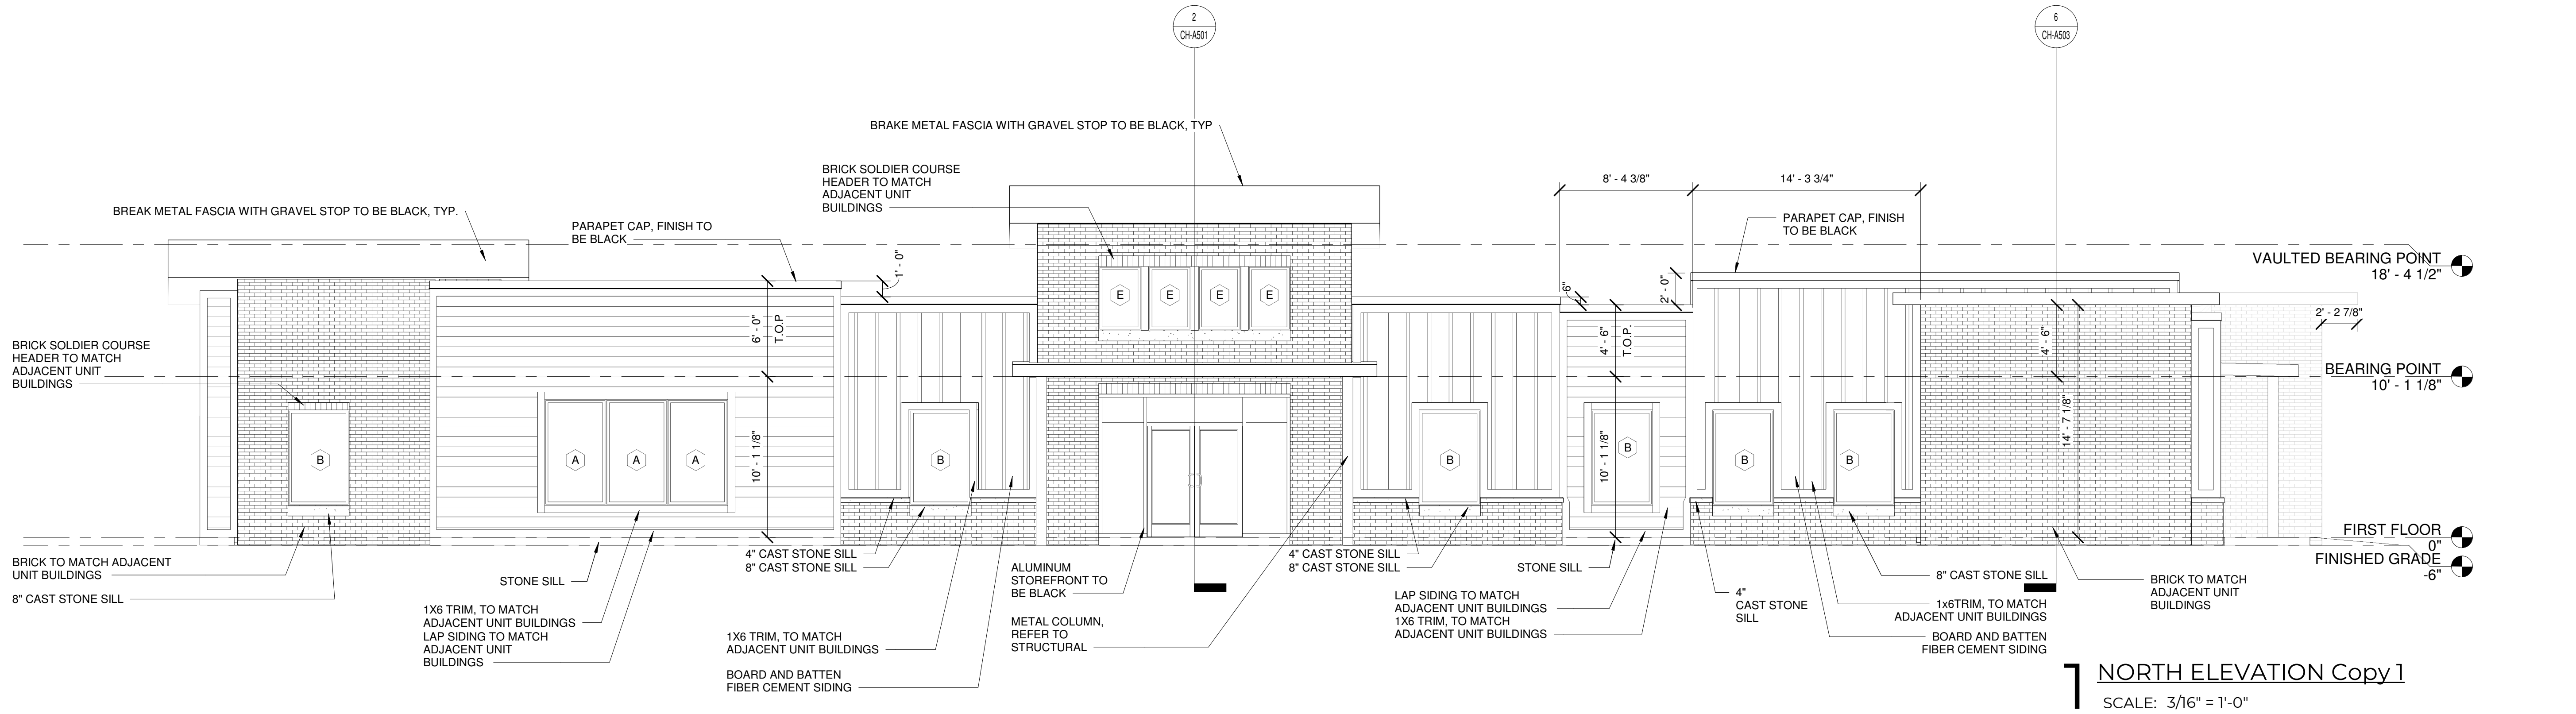 2
CH-A501
6
CH-A503
BRAKE METAL FASCIA WITH GRAVEL STOP TO BE BLACK, TYP
BRICK SOLDIER COURSE
HEADER TO MATCH
ADJACENT UNIT
BUILDINGS
8' - 4 3/8"
14' - 3 3/4"
BREAK METAL FASCIA WITH GRAVEL STOP TO BE BLACK, TYP.
PARAPET CAP, FINISH TO
BE BLACK
PARAPET CAP, FINISH
TO BE BLACK
1' - 0"
6"
2' - 0"
VAULTED BEARING POINT
18' - 4 1/2"
E
E
E
E
6' - 0"
T.O.P
4' - 6"
T.O.P.
4' - 6"
2' - 2 7/8"
BRICK SOLDIER COURSE
HEADER TO MATCH
ADJACENT UNIT
BUILDINGS
BEARING POINT
10' - 1 1/8"
B
A
A
A
10' - 1 1/8"
B
B
10' - 1 1/8"
B
B
B
14' - 7 1/8"
FIRST FLOOR
0"
FINISHED GRADE
-6"
BRICK TO MATCH ADJACENT
UNIT BUILDINGS
8" CAST STONE SILL
STONE SILL
1X6 TRIM, TO MATCH
ADJACENT UNIT BUILDINGS
LAP SIDING TO MATCH
ADJACENT UNIT
BUILDINGS
4" CAST STONE SILL
8" CAST STONE SILL
1X6 TRIM, TO MATCH
ADJACENT UNIT BUILDINGS
BOARD AND BATTEN
FIBER CEMENT SIDING
ALUMINUM
STOREFRONT TO
BE BLACK
METAL COLUMN,
REFER TO
STRUCTURAL
4" CAST STONE SILL
8" CAST STONE SILL
STONE SILL
LAP SIDING TO MATCH
ADJACENT UNIT BUILDINGS
1X6 TRIM, TO MATCH
ADJACENT UNIT BUILDINGS
4"
CAST STONE
SILL
8" CAST STONE SILL
1x6TRIM, TO MATCH
ADJACENT UNIT BUILDINGS
BOARD AND BATTEN
FIBER CEMENT SIDING
BRICK TO MATCH
ADJACENT UNIT
BUILDINGS
1
NORTH ELEVATION Copy 1
SCALE: 3/16" = 1'-0"